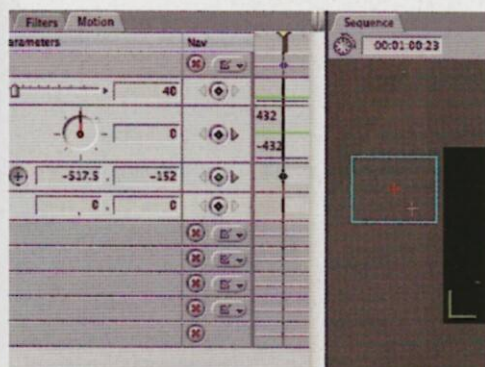 Filters Motion
arameters Nav
40
0
432
-432
-517.5 , -152
0 , 0
Sequence
00:01:00:23